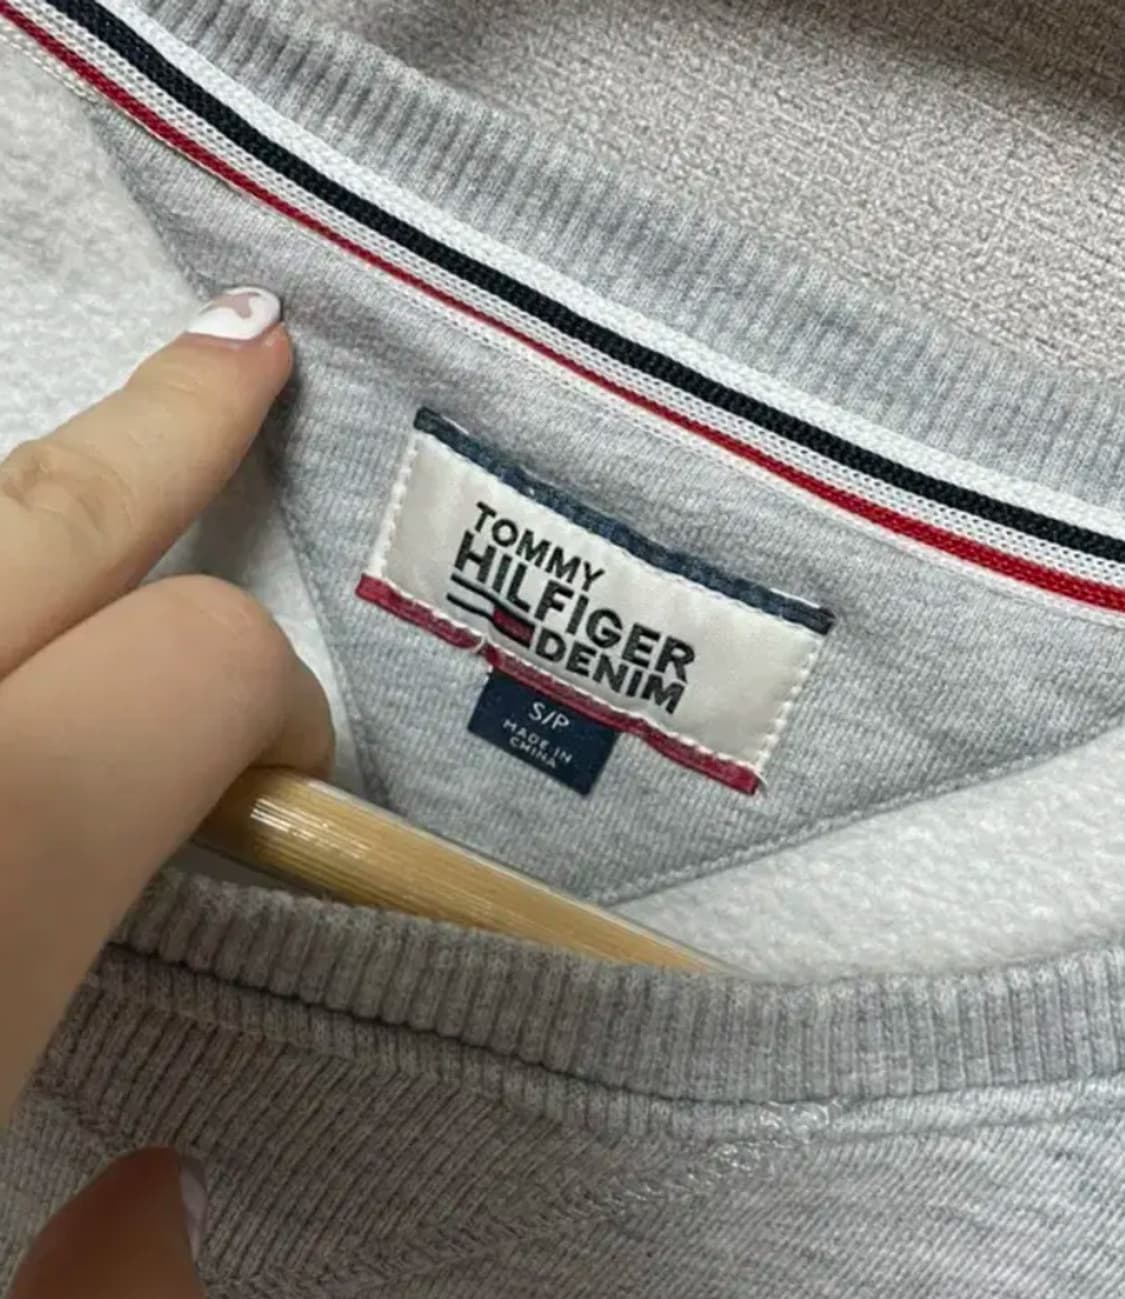 TOMMY
HILFIGER
DENIM
S/P
MADE IN
CHINA